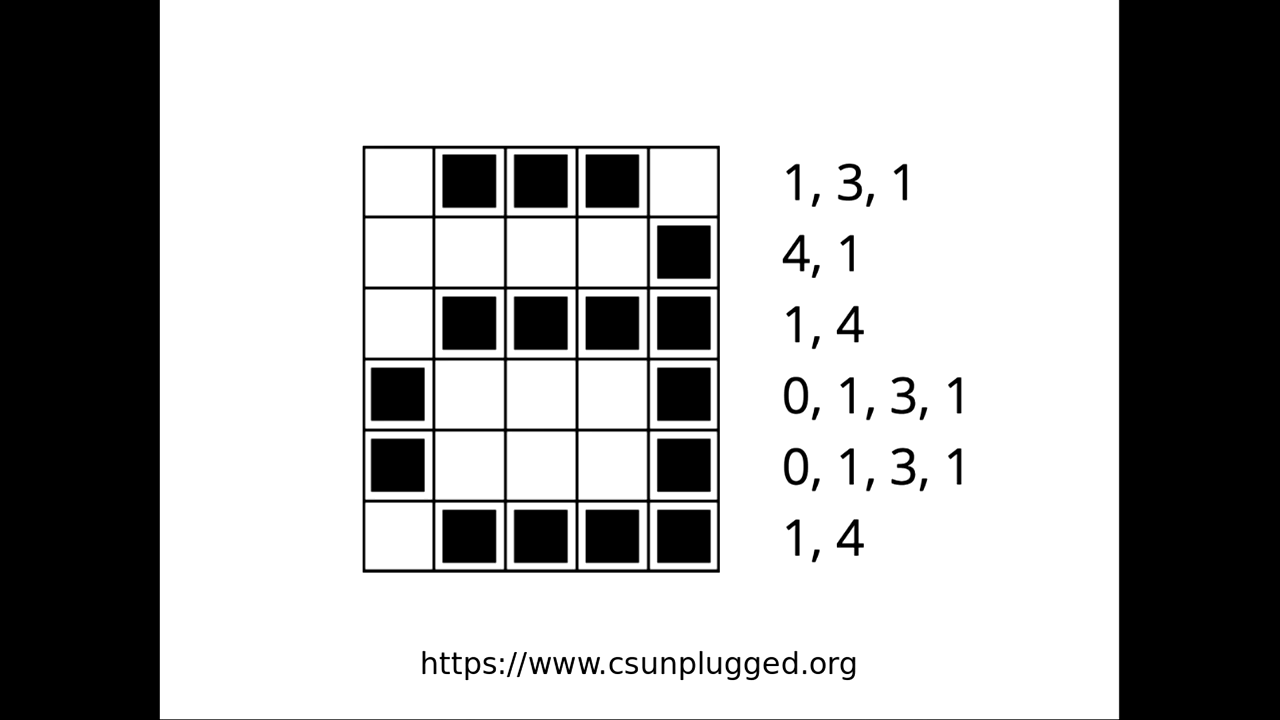 1, 3, 1
4, 1
1, 4
0, 1, 3, 1
0, 1, 3, 1
1, 4
https://www.csunplugged.org